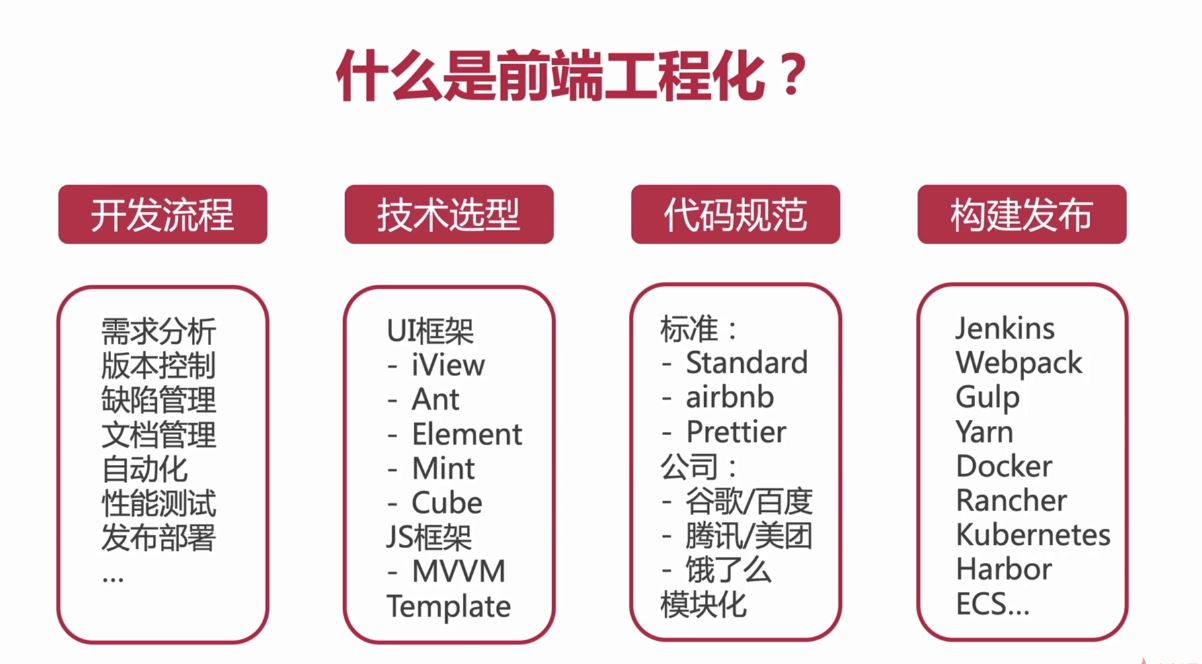 什么是前端工程化？
开发流程
需求分析
版本控制
缺陷管理
文档管理
自动化
性能测试
发布部署
...
技术选型
UI框架
- iView
- Ant
- Element
- Mint
- Cube
JS框架
- MVVM
Template
代码规范
标准：
- Standard
- airbnb
- Prettier
公司：
- 谷歌/百度
- 腾讯/美团
- 饿了么
模块化
构建发布
Jenkins
Webpack
Gulp
Yarn
Docker
Rancher
Kubernetes
Harbor
ECS...